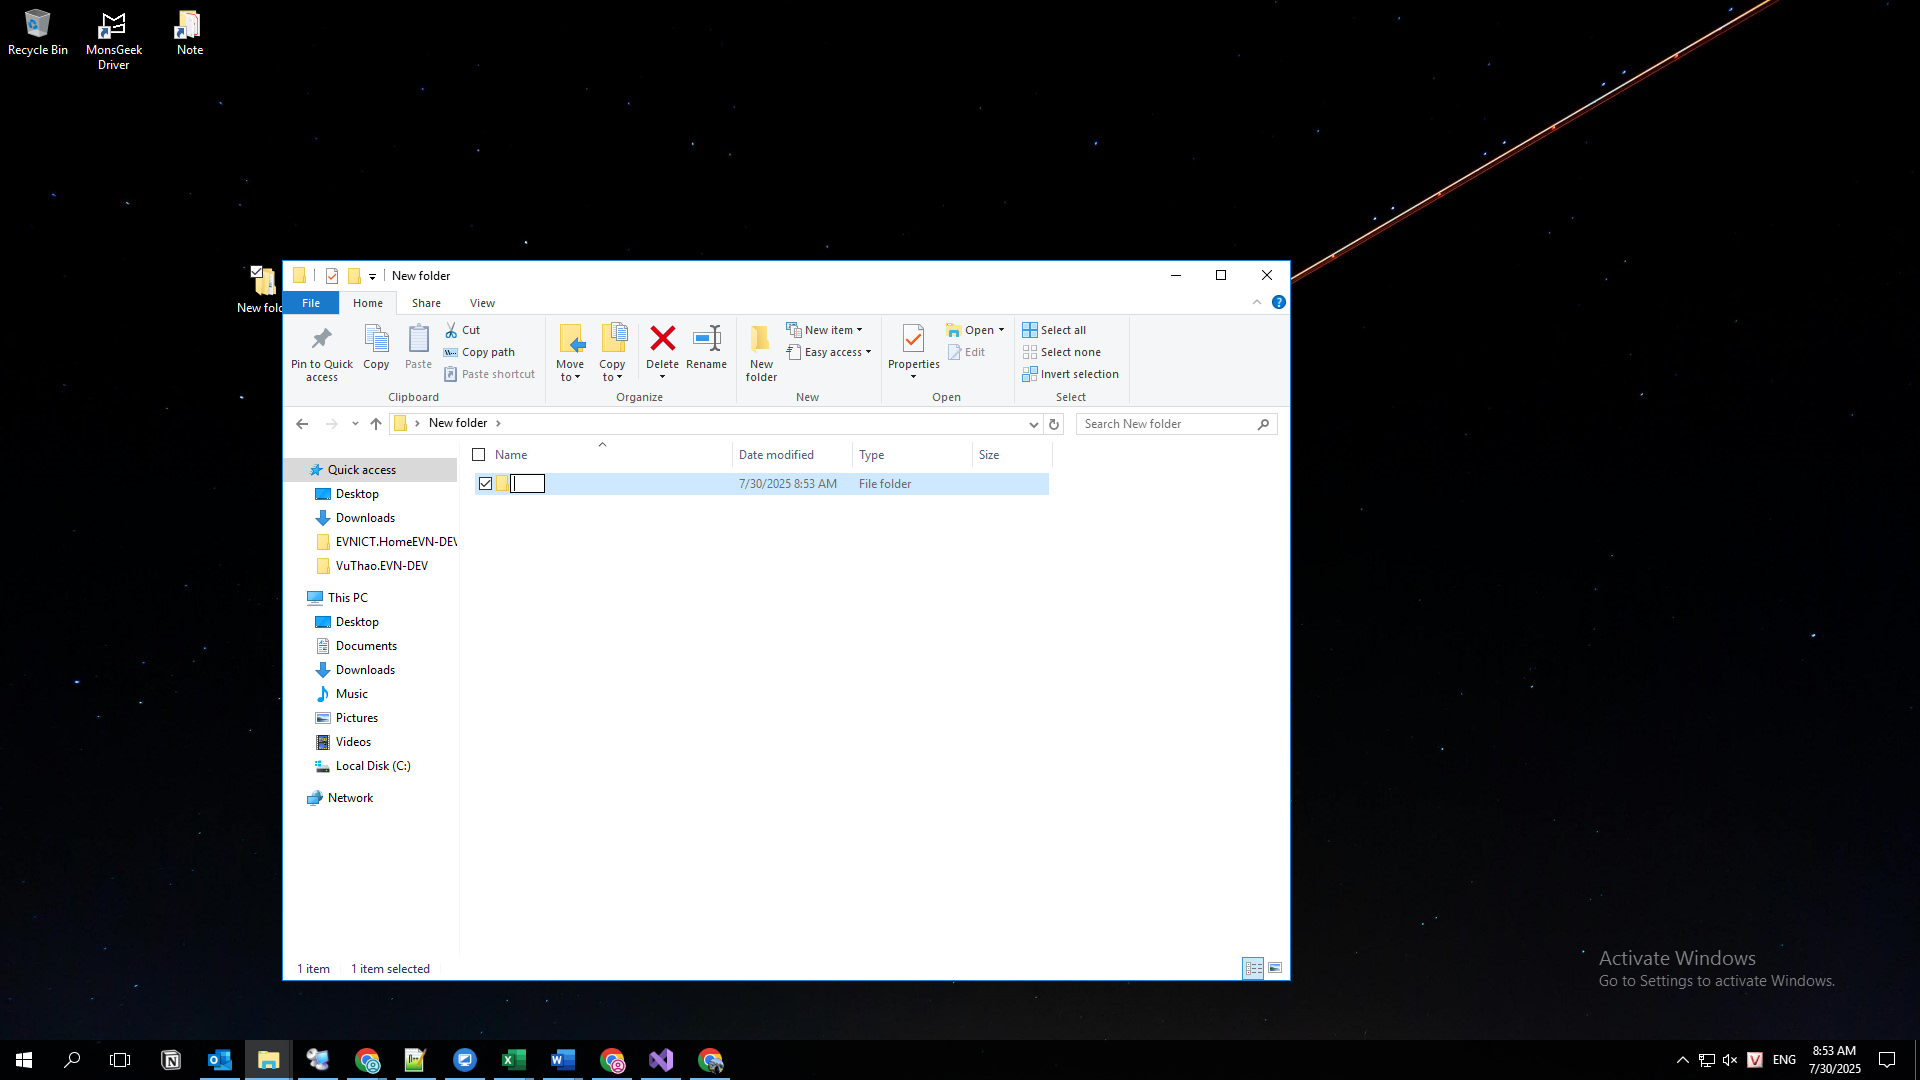 Recycle Bin
MonsGeek
Driver
Note
New fold
New folder
File
Home
Share
View
Pin to Quick
access
Copy
Paste
Cut
Copy path
Paste shortcut
Clipboard
Move
to
Copy
to
Delete
Rename
Organize
New
folder
New item
Easy access
New
Properties
Open
Edit
Open
Select all
Select none
Invert selection
Select
New folder
Search New folder
Name
Date modified
Type
Size
7/30/2025 8:53 AM
File folder
Quick access
Desktop
Downloads
EVNICT.HomeEVN-DEV
VuThao.EVN-DEV
This PC
Desktop
Documents
Downloads
Music
Pictures
Videos
Local Disk (C:)
Network
1 item
1 item selected
Activate Windows
Go to Settings to activate Windows.
ENG
8:53 AM
7/30/2025